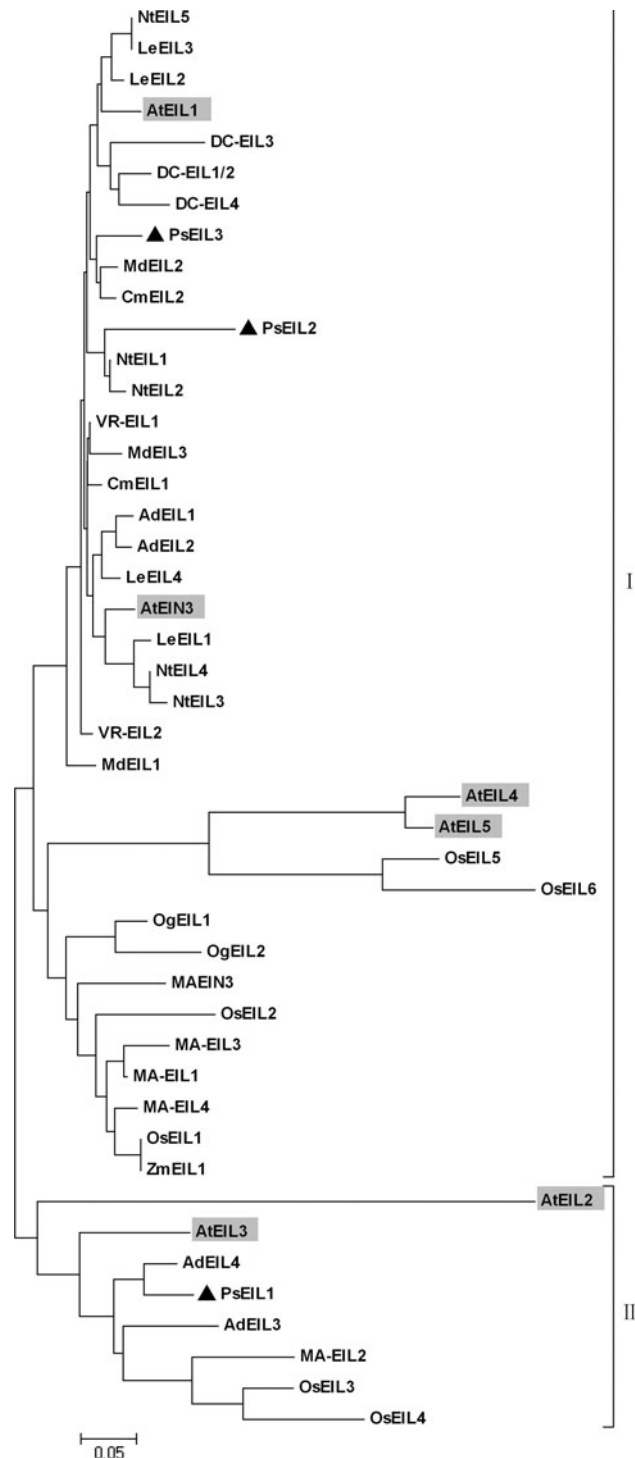 NtEIL5
LeEIL3
LeEIL2
AtEIL1
DC-EIL3
DC-EIL1/2
DC-EIL4
PsEIL3
MdEIL2
CmEIL2
PsEIL2
NtEIL1
NtEIL2
VR-EIL1
MdEIL3
CmEIL1
AdEIL1
AdEIL2
LeEIL4
I
AtEIN3
LeEIL1
NtEIL4
NtEIL3
VR-EIL2
MdEIL1
AtEIL4
AtEIL5
OsEIL5
OsEIL6
OgEIL1
OgEIL2
MAEIN3
OsEIL2
MA-EIL3
MA-EIL1
MA-EIL4
OsEIL1
ZmEIL1
AtEIL2
AtEIL3
AdEIL4
PsEIL1
II
AdEIL3
MA-EIL2
OsEIL3
OsEIL4
0.05